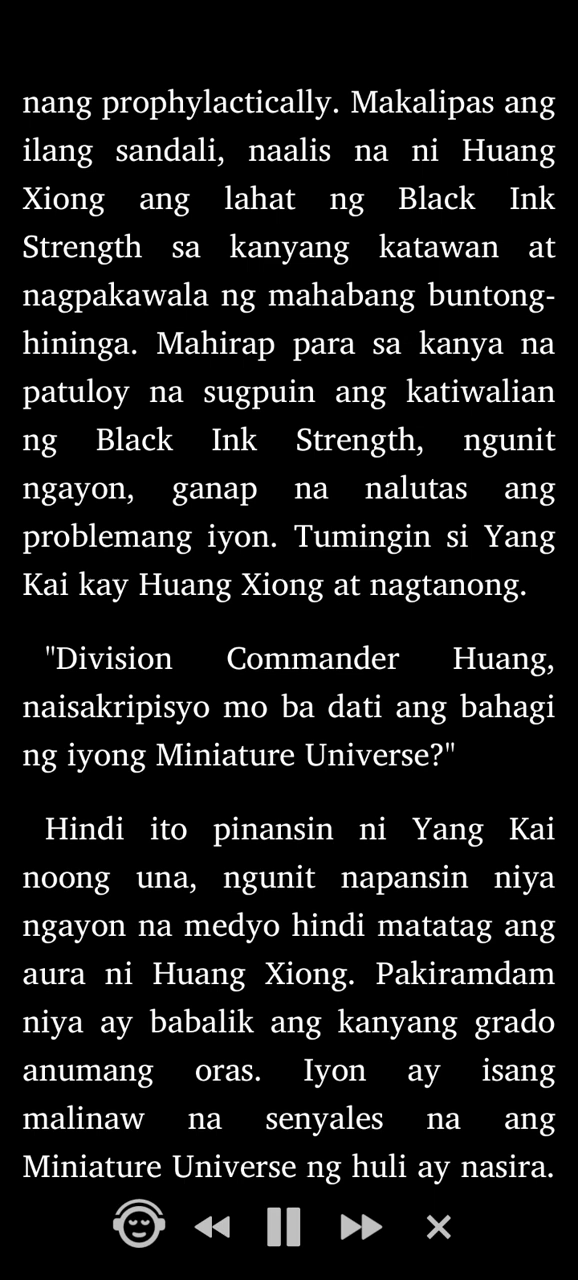 nang prophylactically. Makalipas ang
ilang sandali, naalis na ni Huang
Xiong ang lahat ng Black Ink
Strength sa kanyang katawan at
nagpakawala ng mahabang buntong-
hininga. Mahirap para sa kanya na
patuloy na sugpuin ang katiwalian
ng Black Ink Strength, ngunit
ngayon, ganap na nalutas ang
problemang iyon. Tumingin si Yang
Kai kay Huang Xiong at nagtanong.
"Division Commander Huang,
naisakripisyo mo ba dati ang bahagi
ng iyong Miniature Universe?"
Hindi ito pinansin ni Yang Kai
noong una, ngunit napansin niya
ngayon na medyo hindi matatag ang
aura ni Huang Xiong. Pakiramdam
niya ay babalik ang kanyang grado
anumang oras. Iyon ay isang
malinaw na senyales na ang
Miniature Universe ng huli ay nasira.